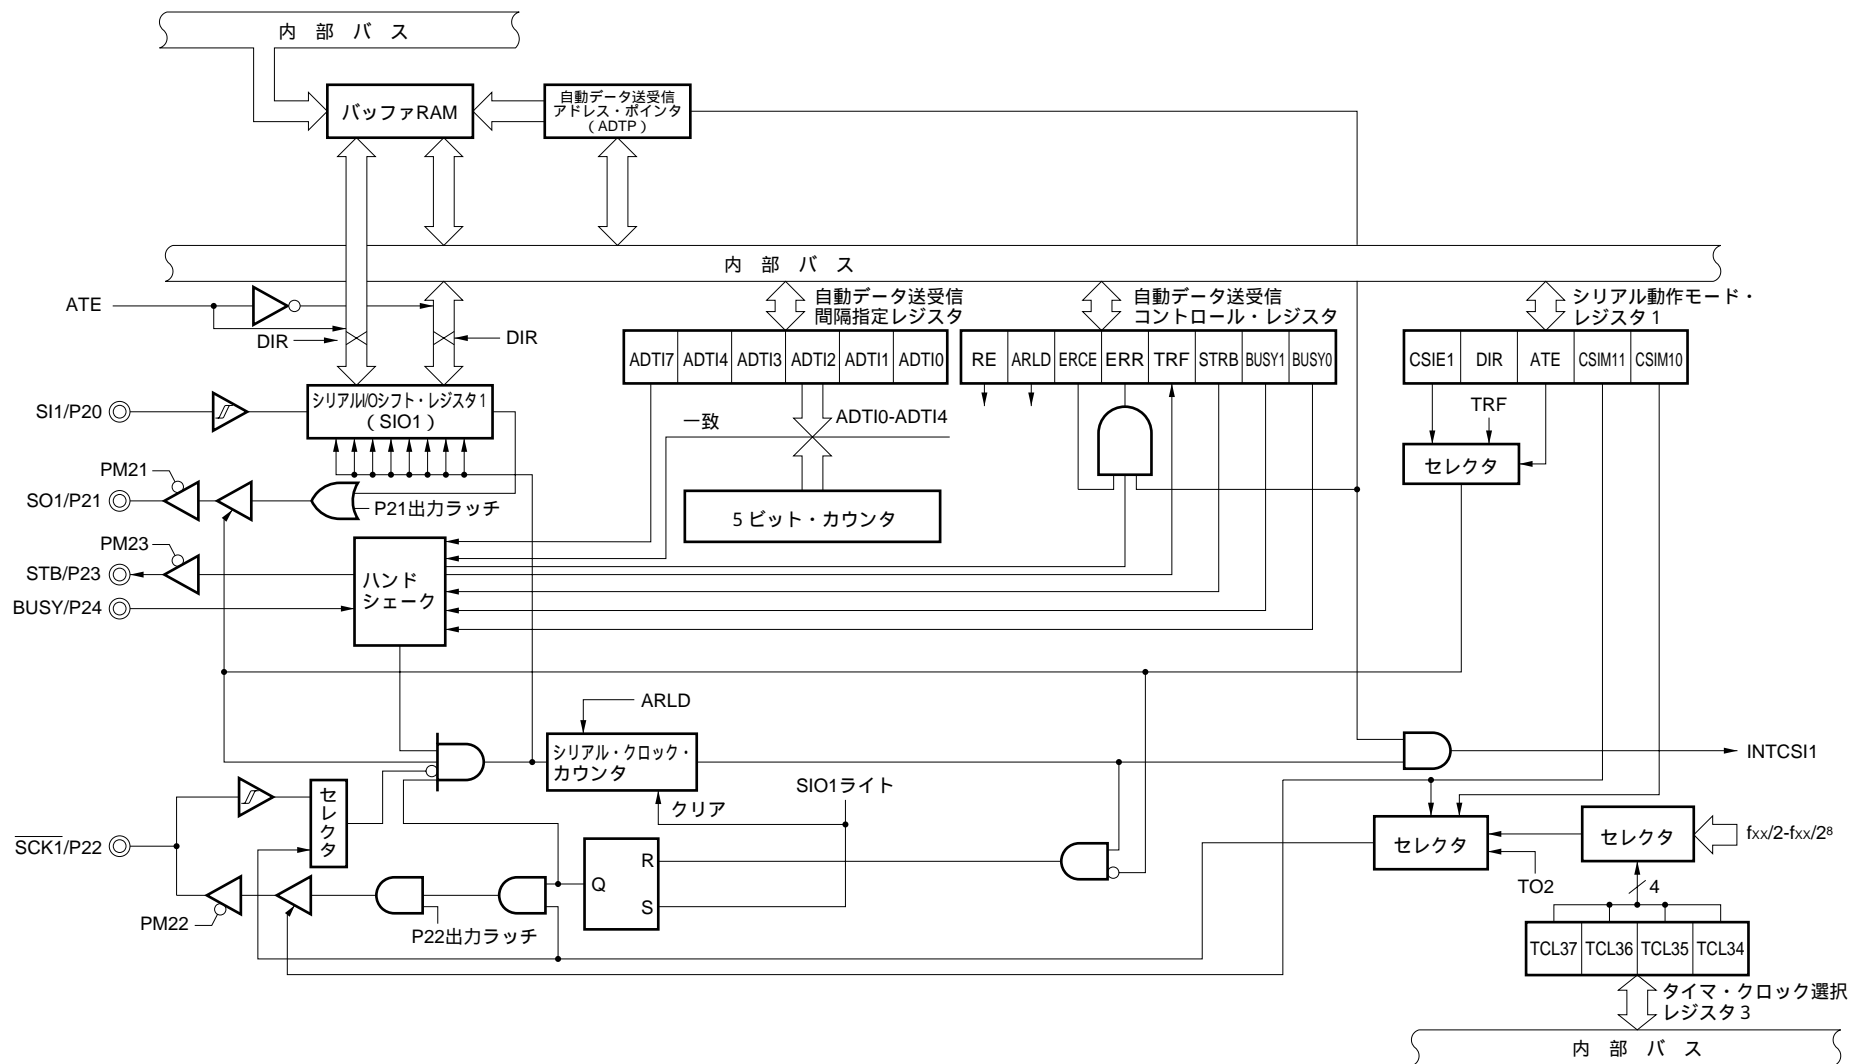 内 部 バ ス
バッファRAM
自動データ送受信
アドレス・ポインタ
(ADTP)
内 部 バ ス
ATE
DIR
DIR
自動データ送受信
間隔指定レジスタ
自動データ送受信
コントロール・レジスタ
シリアル動作モード・
レジスタ1
ADTI7 ADTI4 ADTI3 ADTI2 ADTI1 ADTI0
RE ARLD ERCE ERR TRF STRB BUSY1 BUSY0
CSIE1 DIR ATE CSIM11 CSIM10
SI1/P20
シリアルI/Oシフト・レジスタ1
(SIO1)
一致
ADTI0-ADTI4
TRF
セレクタ
PM21
SO1/P21
P21出力ラッチ
5ビット・カウンタ
PM23
STB/P23
BUSY/P24
ハンド
シェーク
ARLD
シリアル・クロック・
カウンタ
INTCSI1
SIO1ライト
クリア
セレクタ
SCK1/P22
セレクタ
セレクタ
fxx/2-fxx/2⁸
TO2
4
R
Q
S
PM22
P22出力ラッチ
TCL37 TCL36 TCL35 TCL34
タイマ・クロック選択
レジスタ3
内 部 バ ス